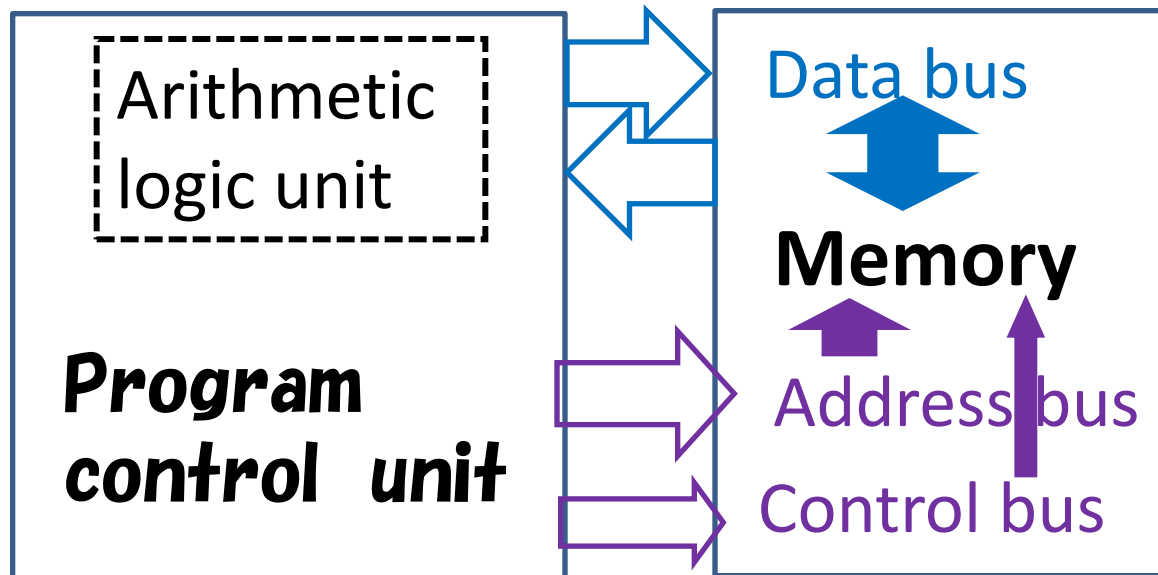 Arithmetic
logic unit
Program
control unit
Data bus
Memory
Address bus
Control bus